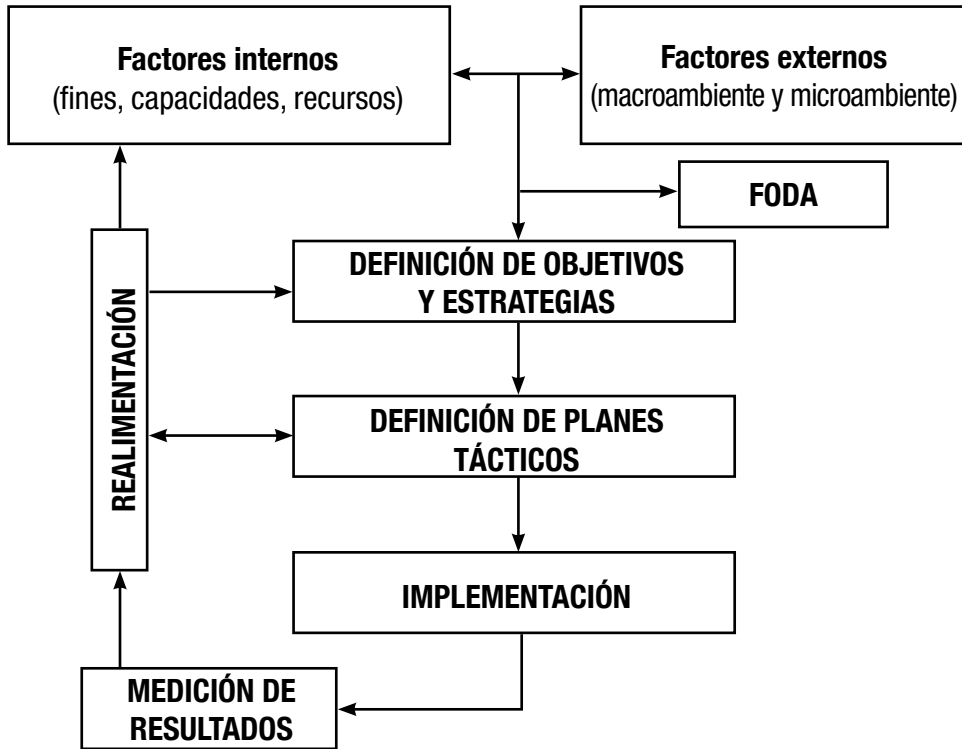 Factores internos
(fines, capacidades, recursos)
Factores externos
(macroambiente y microambiente)
FODA
DEFINICIÓN DE OBJETIVOS
Y ESTRATEGIAS
REALIMENTACIÓN
DEFINICIÓN DE PLANES
TÁCTICOS
IMPLEMENTACIÓN
MEDICIÓN DE
RESULTADOS